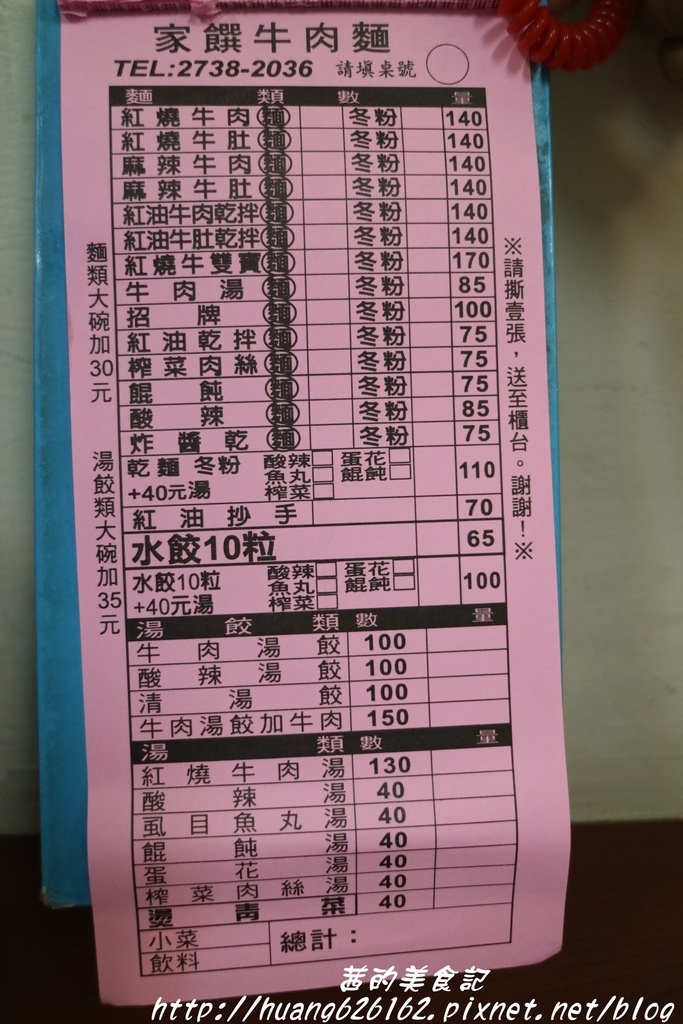 家饌牛肉麵
TEL:2738-2036 請填桌號
麵 類 數 量
紅燒牛肉麵 冬粉 140
紅燒牛肚麵 冬粉 140
麻辣牛肉麵 冬粉 140
麻辣牛肚麵 冬粉 140
紅油牛肉乾拌麵 冬粉 140
紅油牛肚乾拌麵 冬粉 140
紅燒牛雙寶麵 冬粉 170
牛肉湯麵 冬粉 85
招牌麵 冬粉 100
紅油乾拌麵 冬粉 75
榨菜肉絲麵 冬粉 75
餛飩麵 冬粉 75
酸辣麵 冬粉 85
炸醬乾麵 冬粉 75
乾麵 冬粉 酸辣 蛋花 110
魚丸 餛飩
+40元湯 榨菜
紅油抄手 70
水餃10粒 65
水餃10粒 酸辣 蛋花 100
魚丸 餛飩
+40元湯 榨菜
湯餃類 數 量
牛肉湯餃 100
酸辣湯餃 100
清湯餃 100
牛肉湯餃加牛肉 150
湯類 數 量
紅燒牛肉湯 130
酸辣湯 40
虱目魚丸湯 40
餛飩湯 40
蛋花湯 40
榨菜肉絲湯 40
燙青菜 40
小菜 總計：
飲料
麵類大碗加30元
湯餃類大碗加35元
※請撕壹張，送至櫃台。謝謝！※
茜的美食記
http://huang626162.pixnet.net/blog